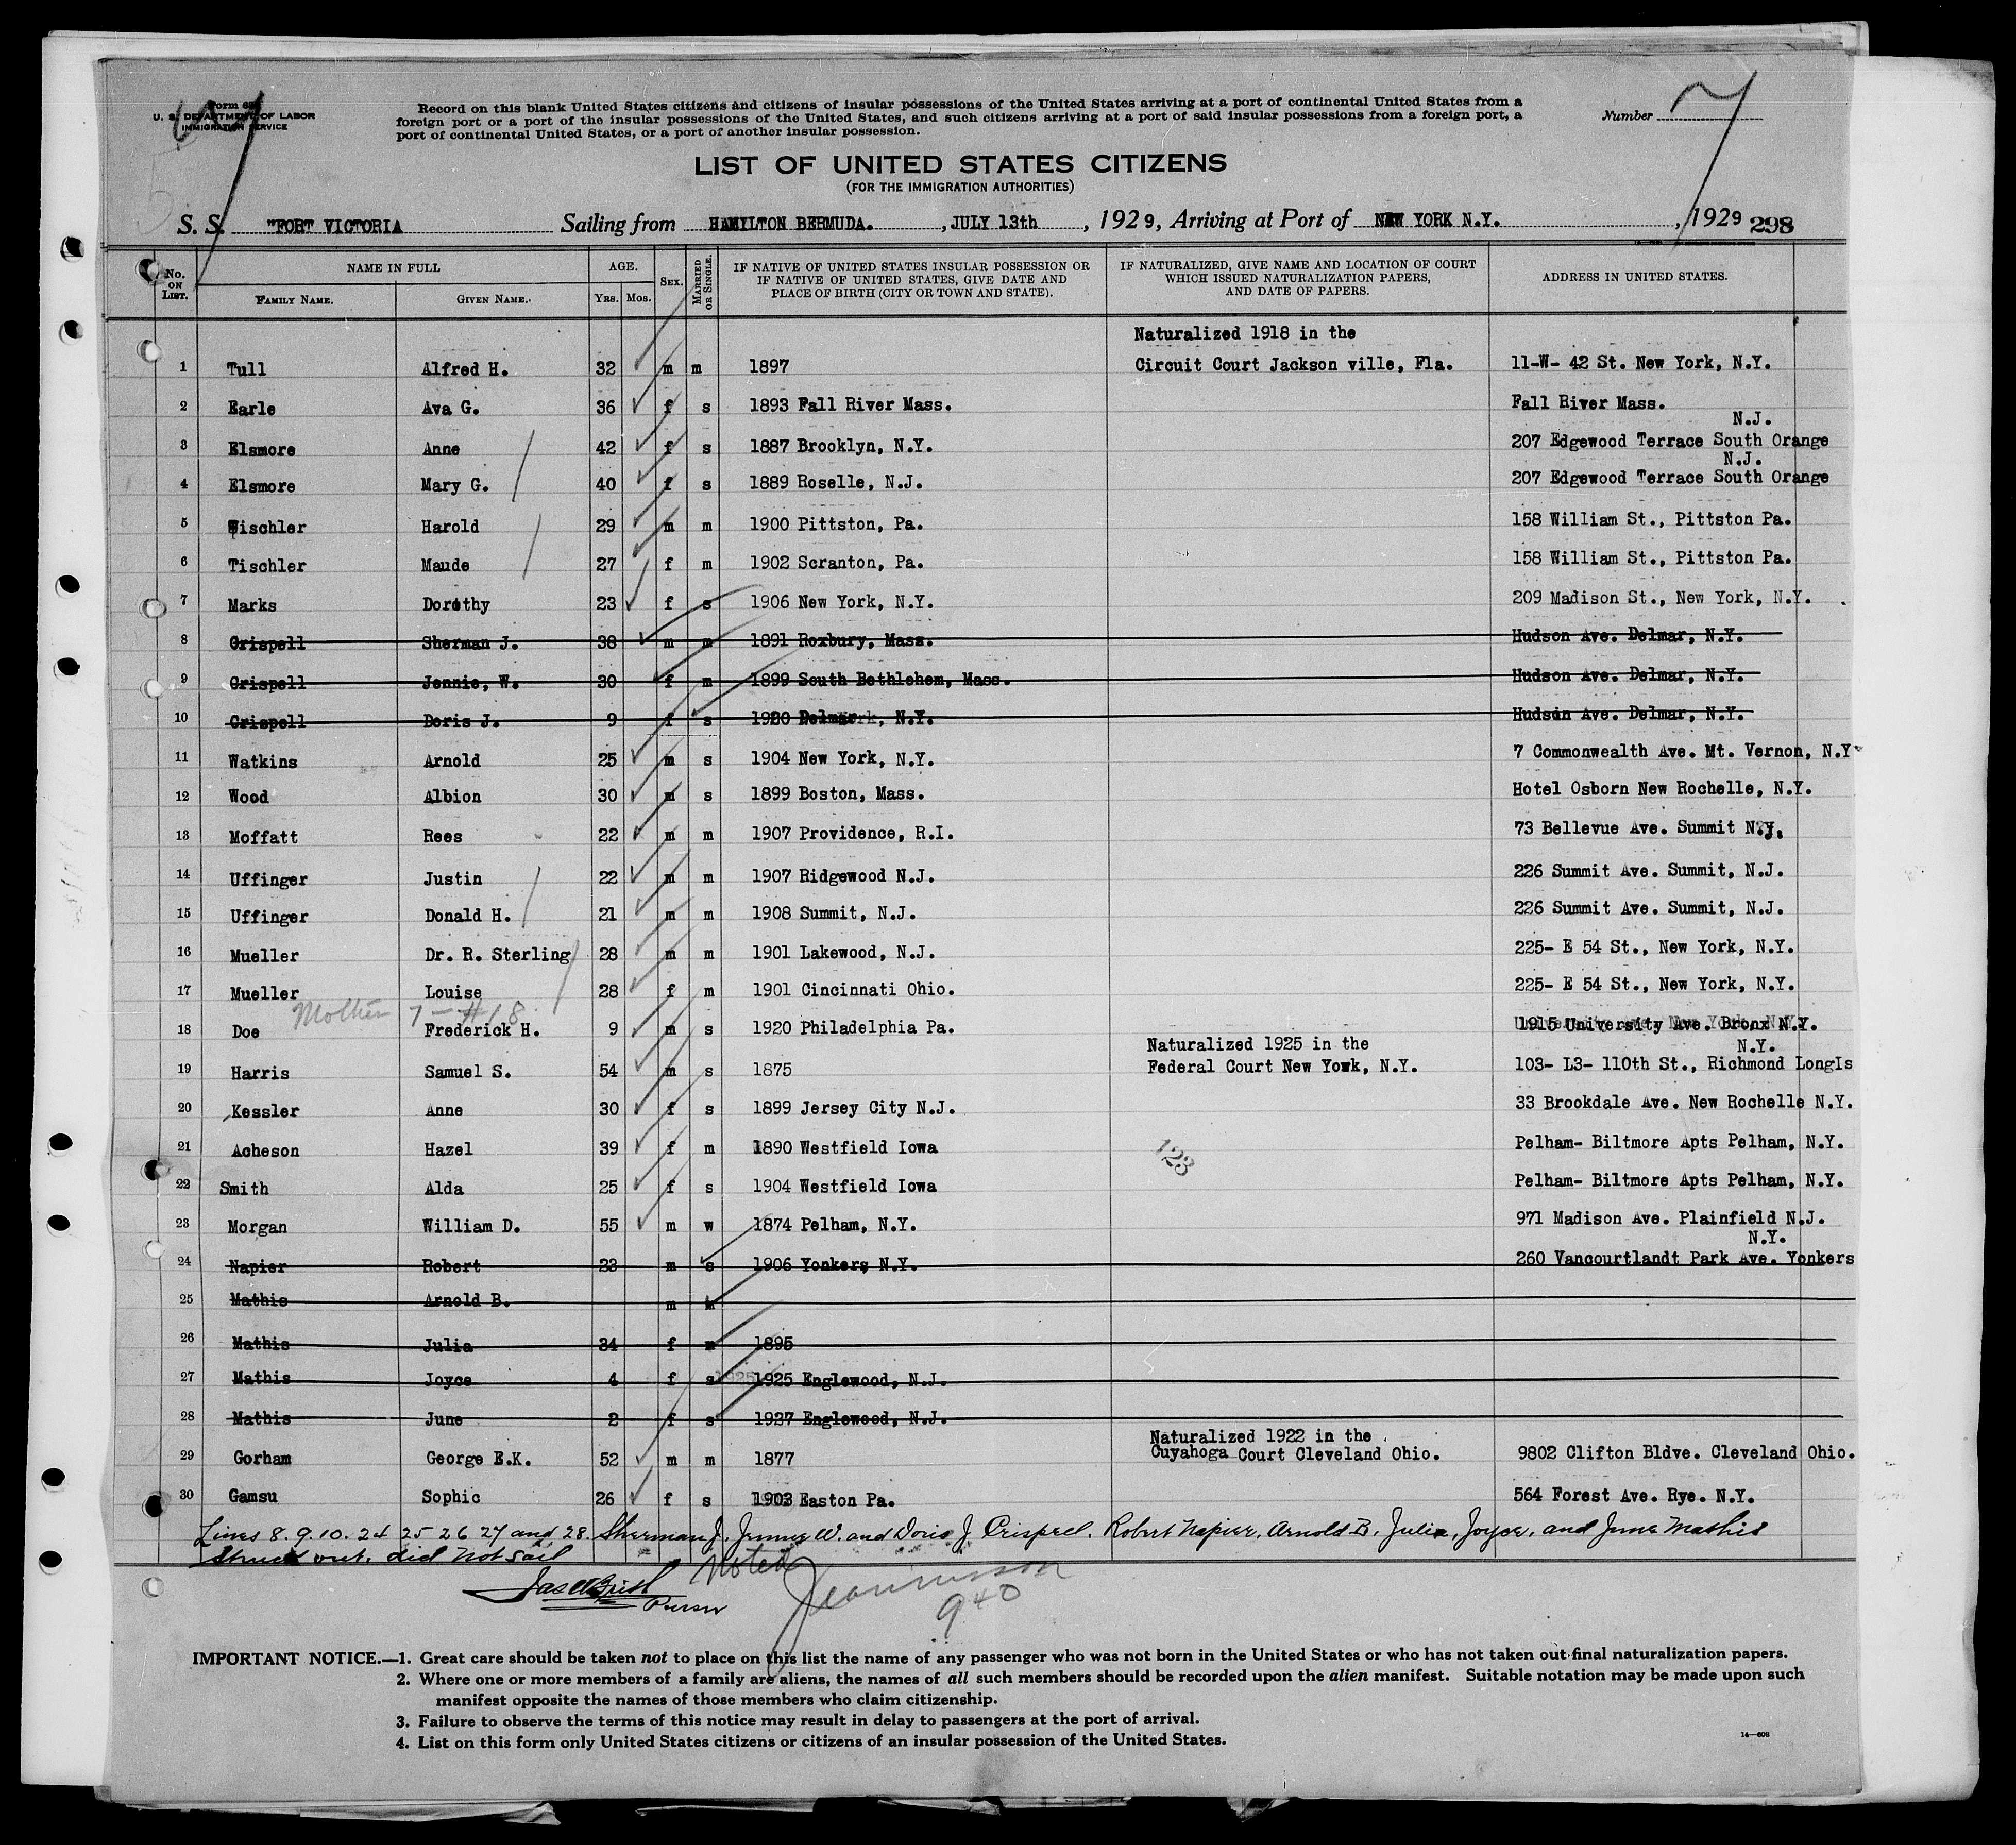 Form 6
U. S. DEPARTMENT OF LABOR
IMMIGRATION SERVICE
Record on this blank United States citizens and citizens of insular possessions of the United States arriving at a port of continental United States from a
foreign port or a port of the insular possessions of the United States, and such citizens arriving at a port of said insular possessions from a foreign port, a
port of continental United States, or a port of another insular possession.
Number 7
LIST OF UNITED STATES CITIZENS
(FOR THE IMMIGRATION AUTHORITIES)
S. S. "FORT VICTORIA Sailing from HAMILTON BERMUDA. , JULY 13th , 1929, Arriving at Port of NEW YORK N.Y. , 1929 298
No. ON LIST. NAME IN FULL FAMILY NAME. GIVEN NAME. AGE. YRS. MOS. SEX. MARRIED OR SINGLE. IF NATIVE OF UNITED STATES INSULAR POSSESSION OR IF NATIVE OF UNITED STATES, GIVE DATE AND PLACE OF BIRTH (CITY OR TOWN AND STATE). IF NATURALIZED, GIVE NAME AND LOCATION OF COURT WHICH ISSUED NATURALIZATION PAPERS, AND DATE OF PAPERS. ADDRESS IN UNITED STATES.
Naturalized 1918 in the
1 Tull Alfred H. 32 m m 1897 Circuit Court Jackson ville, Fla. 11-W- 42 St. New York, N.Y.
2 Earle Ava G. 36 f s 1893 Fall River Mass. Fall River Mass.
N.J.
3 Elsmore Anne 42 f s 1887 Brooklyn, N.Y. 207 Edgewood Terrace South Orange
N.J.
4 Elsmore Mary G. 40 f s 1889 Roselle, N.J. 207 Edgewood Terrace South Orange
5 Tischler Harold 29 m m 1900 Pittston, Pa. 158 William St., Pittston Pa.
6 Tischler Maude 27 f m 1902 Scranton, Pa. 158 William St., Pittston Pa.
7 Marks Dorothy 23 f s 1906 New York, N.Y. 209 Madison St., New York, N.Y.
8 Crispell Sherman J. 38 m m 1891 Roxbury, Mass. Hudson Ave. Delmar, N.Y.
9 Crispell Jennie, W. 30 f m 1899 South Bethlehem, Mass. Hudson Ave. Delmar, N.Y.
10 Crispell Doris J. 9 f s 1920 Delmar, N.Y. Hudson Ave. Delmar, N.Y.
11 Watkins Arnold 25 m s 1904 New York, N.Y. 7 Commonwealth Ave. Mt. Vernon, N.Y
12 Wood Albion 30 m s 1899 Boston, Mass. Hotel Osborn New Rochelle, N.Y.
13 Moffatt Rees 22 m m 1907 Providence, R.I. 73 Bellevue Ave. Summit N.J.
14 Uffinger Justin 22 m m 1907 Ridgewood N.J. 226 Summit Ave. Summit, N.J.
15 Uffinger Donald H. 21 m m 1908 Summit, N.J. 226 Summit Ave. Summit, N.J.
16 Mueller Dr. R. Sterling 28 m m 1901 Lakewood, N.J. 225- E 54 St., New York, N.Y.
17 Mueller Louise 28 f m 1901 Cincinnati Ohio. 225- E 54 St., New York, N.Y.
Mother 7 - #18
18 Doe Frederick H. 9 m s 1920 Philadelphia Pa. 1915 University Ave. Bronx N.Y.
Naturalized 1925 in the N.Y.
19 Harris Samuel S. 54 m s 1875 Federal Court New York, N.Y. 103- L3- 110th St., Richmond LongIs
20 Kessler Anne 30 f s 1899 Jersey City N.J. 33 Brookdale Ave. New Rochelle N.Y.
21 Acheson Hazel 39 f m 1890 Westfield Iowa 123 Pelham- Biltmore Apts Pelham, N.Y.
22 Smith Alda 25 f s 1904 Westfield Iowa Pelham- Biltmore Apts Pelham, N.Y.
23 Morgan William D. 55 m w 1874 Pelham, N.Y. 971 Madison Ave. Plainfield N.J.
N.Y.
24 Napier Robert 23 m s 1906 Yonkers N.Y. 260 Vancourtlandt Park Ave. Yonkers
25 Mathis Arnold B. m
26 Mathis Julia 34 f m 1895
27 Mathis Joyce 4 f s 1925 Englewood, N.J.
28 Mathis June 2 f s 1927 Englewood, N.J.
Naturalized 1922 in the
29 Gorham George E.K. 52 m m 1877 Cuyahoga Court Cleveland Ohio. 9802 Clifton Bldve. Cleveland Ohio.
30 Gamsu Sophie 26 f s 1903 Easton Pa. 564 Forest Ave. Rye. N.Y.
Lines 8. 9. 10. 24 25 26 27 and 28. Sherman J. Jennie W. and Doris J Crispell. Robert Napier, Arnold B. Julia, Joyce, and June Mathis
Struck out. did not sail
Noted
Purser
940
IMPORTANT NOTICE.—1. Great care should be taken not to place on this list the name of any passenger who was not born in the United States or who has not taken out final naturalization papers.
2. Where one or more members of a family are aliens, the names of all such members should be recorded upon the alien manifest. Suitable notation may be made upon such
manifest opposite the names of those members who claim citizenship.
3. Failure to observe the terms of this notice may result in delay to passengers at the port of arrival.
4. List on this form only United States citizens or citizens of an insular possession of the United States.
14—605